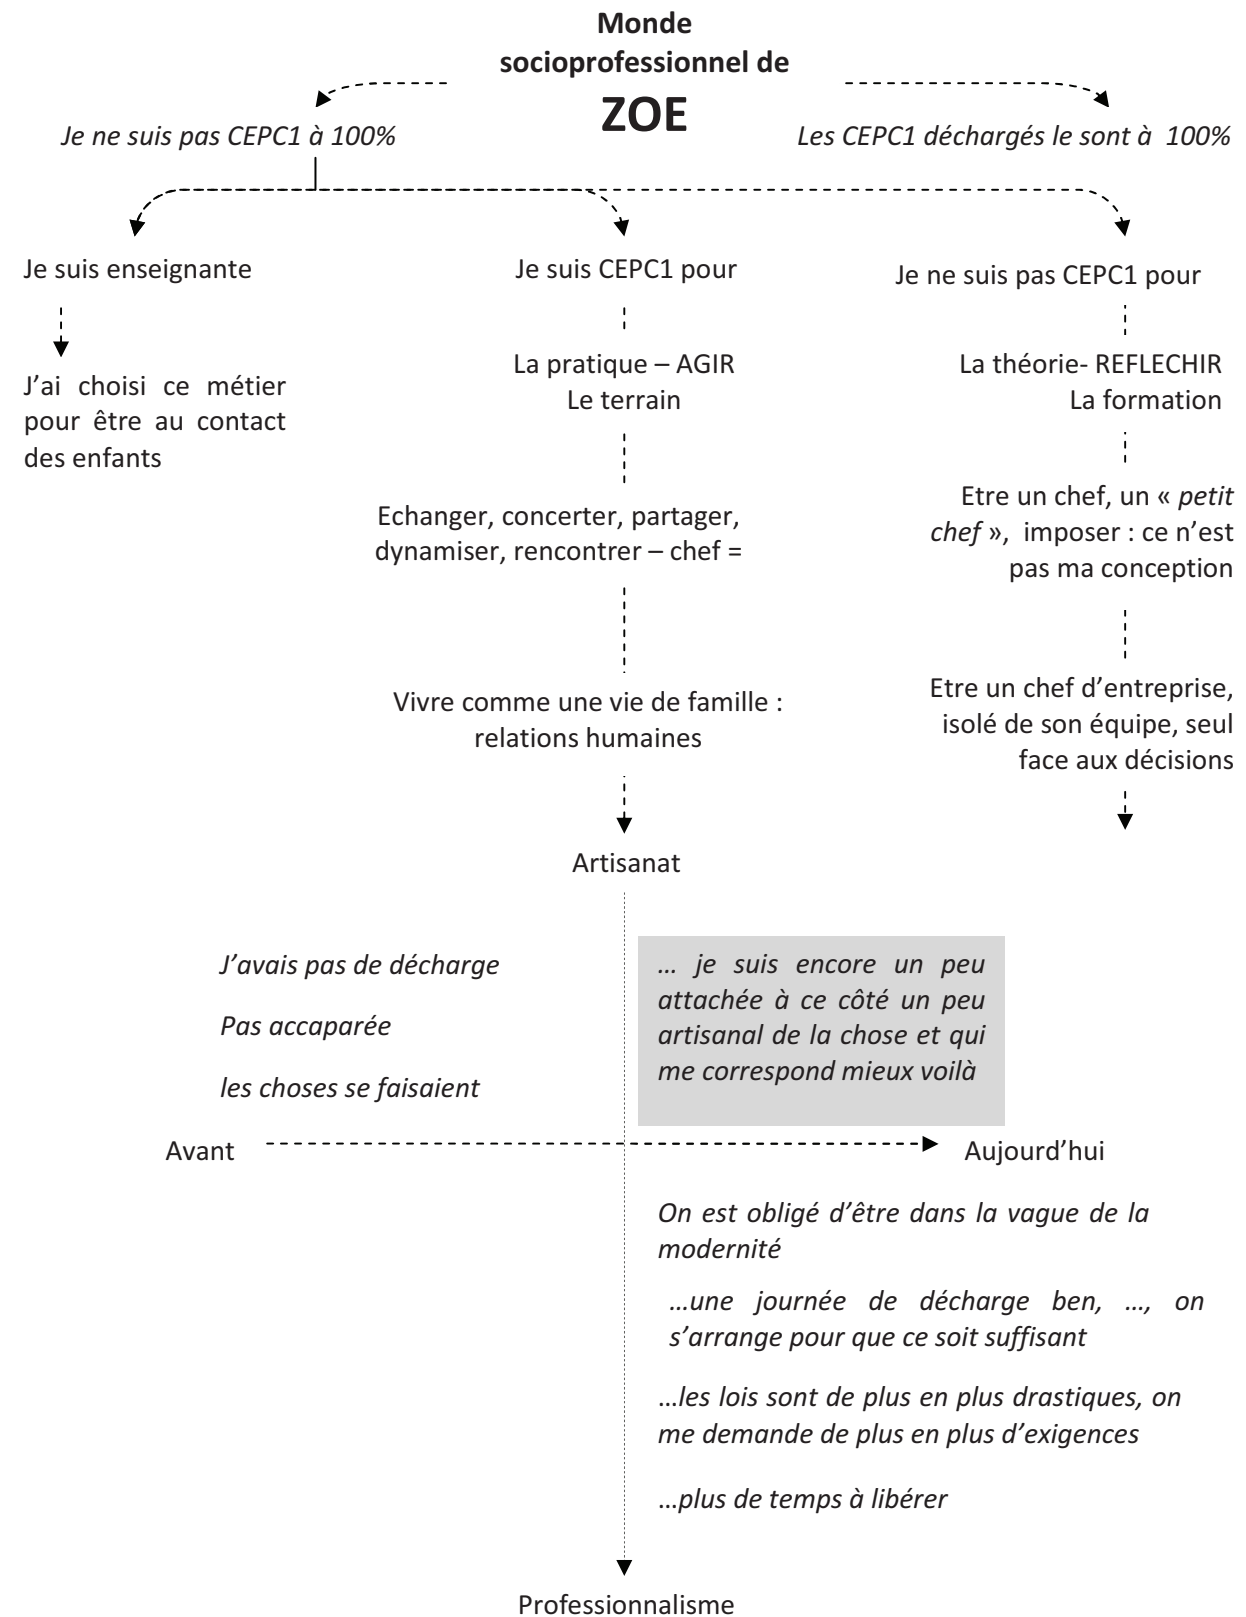 Monde
socioprofessionnel de
ZOE
Je ne suis pas CEPC1 à 100%
Les CEPC1 déchargés le sont à 100%
Je suis enseignante
J’ai choisi ce métier
pour être au contact
des enfants
Je suis CEPC1 pour
La pratique – AGIR
Le terrain
Echanger, concerter, partager,
dynamiser, rencontrer – chef =
Vivre comme une vie de famille :
relations humaines
Je ne suis pas CEPC1 pour
La théorie- REFLECHIR
La formation
Etre un chef, un « petit
chef », imposer : ce n’est
pas ma conception
Etre un chef d’entreprise,
isolé de son équipe, seul
face aux décisions
Artisanat
J’avais pas de décharge
Pas accaparée
les choses se faisaient
… je suis encore un peu
attachée à ce côté un peu
artisanal de la chose et qui
me correspond mieux voilà
Avant
Aujourd’hui
On est obligé d’être dans la vague de la
modernité
…une journée de décharge ben, …, on
s’arrange pour que ce soit suffisant
…les lois sont de plus en plus drastiques, on
me demande de plus en plus d’exigences
…plus de temps à libérer
Professionnalisme